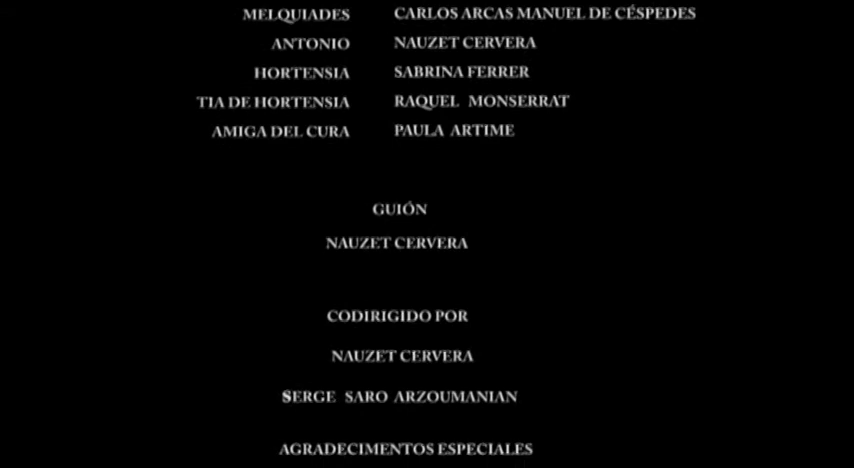 MELQUIADES CARLOS ARCAS MANUEL DE CÉSPEDES
ANTONIO NAUZET CERVERA
HORTENSIA SABRINA FERRER
TIA DE HORTENSIA RAQUEL MONSERRAT
AMIGA DEL CURA PAULA ARTIME
GUIÓN
NAUZET CERVERA
CODIRIGIDO POR
NAUZET CERVERA
SERGE SARO ARZOUMANIAN
AGRADECIMENTOS ESPECIALES